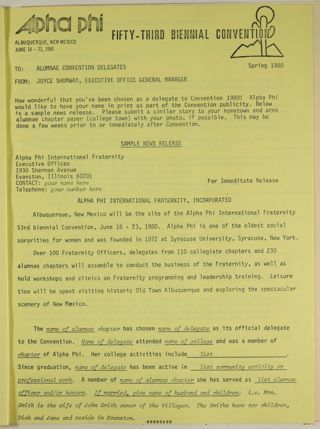 Alpha Phi
ALBUQUERQUE, NEW MEXICO
JUNE 18 - 23, 1980
FIFTY-THIRD BIENNIAL CONVENTION
Spring 1980
TO: ALUMNAE CONVENTION DELEGATES
FROM: JOYCE SHUMWAY, EXECUTIVE OFFICE GENERAL MANAGER
How wonderful that you've been chosen as a delegate to Convention 1980! Alpha Phi
would like to have your name in print as part of the Convention publicity. Below
is a sample news release. Please submit a similar story to your hometown and
alumnae chapter paper (college town) with your photo, if possible. This may be
done a few weeks prior to or immediately after Convention.
SAMPLE NEWS RELEASE
Alpha Phi International Fraternity
Executive Offices
1930 Sherman Avenue
Evanston, Illinois 60201
CONTACT: your name here
Telephone: your number here
For Immediate Release
ALPHA PHI INTERNATIONAL FRATERNITY, INCORPORATED
Albuquerque, New Mexico will be the site of the Alpha Phi International Fraternity
53rd biennial Convention, June 18 - 23, 1980. Alpha Phi is one of the oldest social
sororities for women and was founded in 1872 at Syracuse University, Syracuse, New York.
Over 100 Fraternity Officers, delegates from 110 collegiate chapters and 230
alumnae chapters will assemble to conduct the business of the Fraternity, as well as
hold workshops and clinics on Fraternity programming and leadership training. Leisure
time will be spent visiting historic Old Town Albuquerque and exploring the spectacular
scenery of New Mexico.
The name of alumnae chapter has chosen name of delegate as its official delegate
to the Convention. Name of delegate attended name of college and was a member of
chapter of Alpha Phi. Her college activities include list.
Since graduation, name of delegate has been active in list community activity or
professional work. A member of name of alumnae chapter she has served as list alumnae
officer and/or honors. If married, give name of husband and children; i.e. Mrs.
Smith is the wife of John Smith owner of the Villager. The Smiths have two children,
Dick and Jane and reside in Evanston.
########